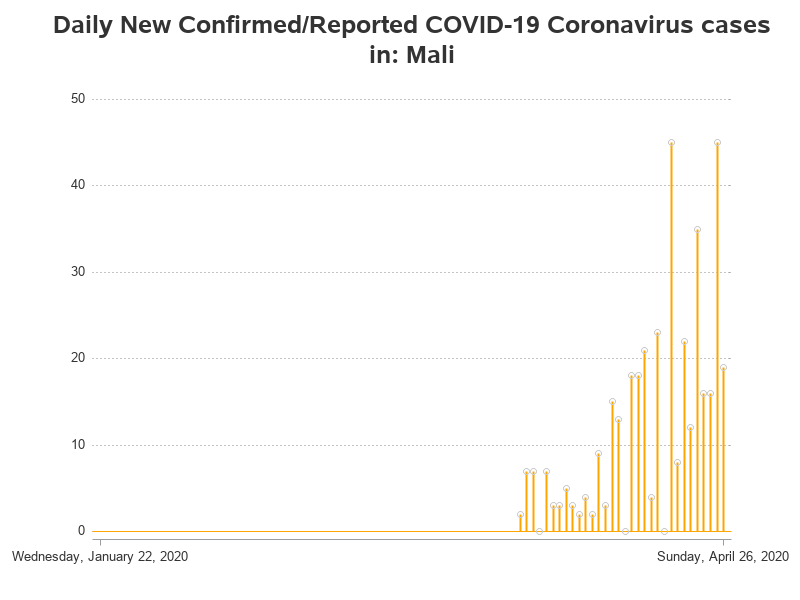 Daily New Confirmed/Reported COVID-19 Coronavirus cases
in: Mali
50
40
30
20
10
0
Wednesday, January 22, 2020
Sunday, April 26, 2020